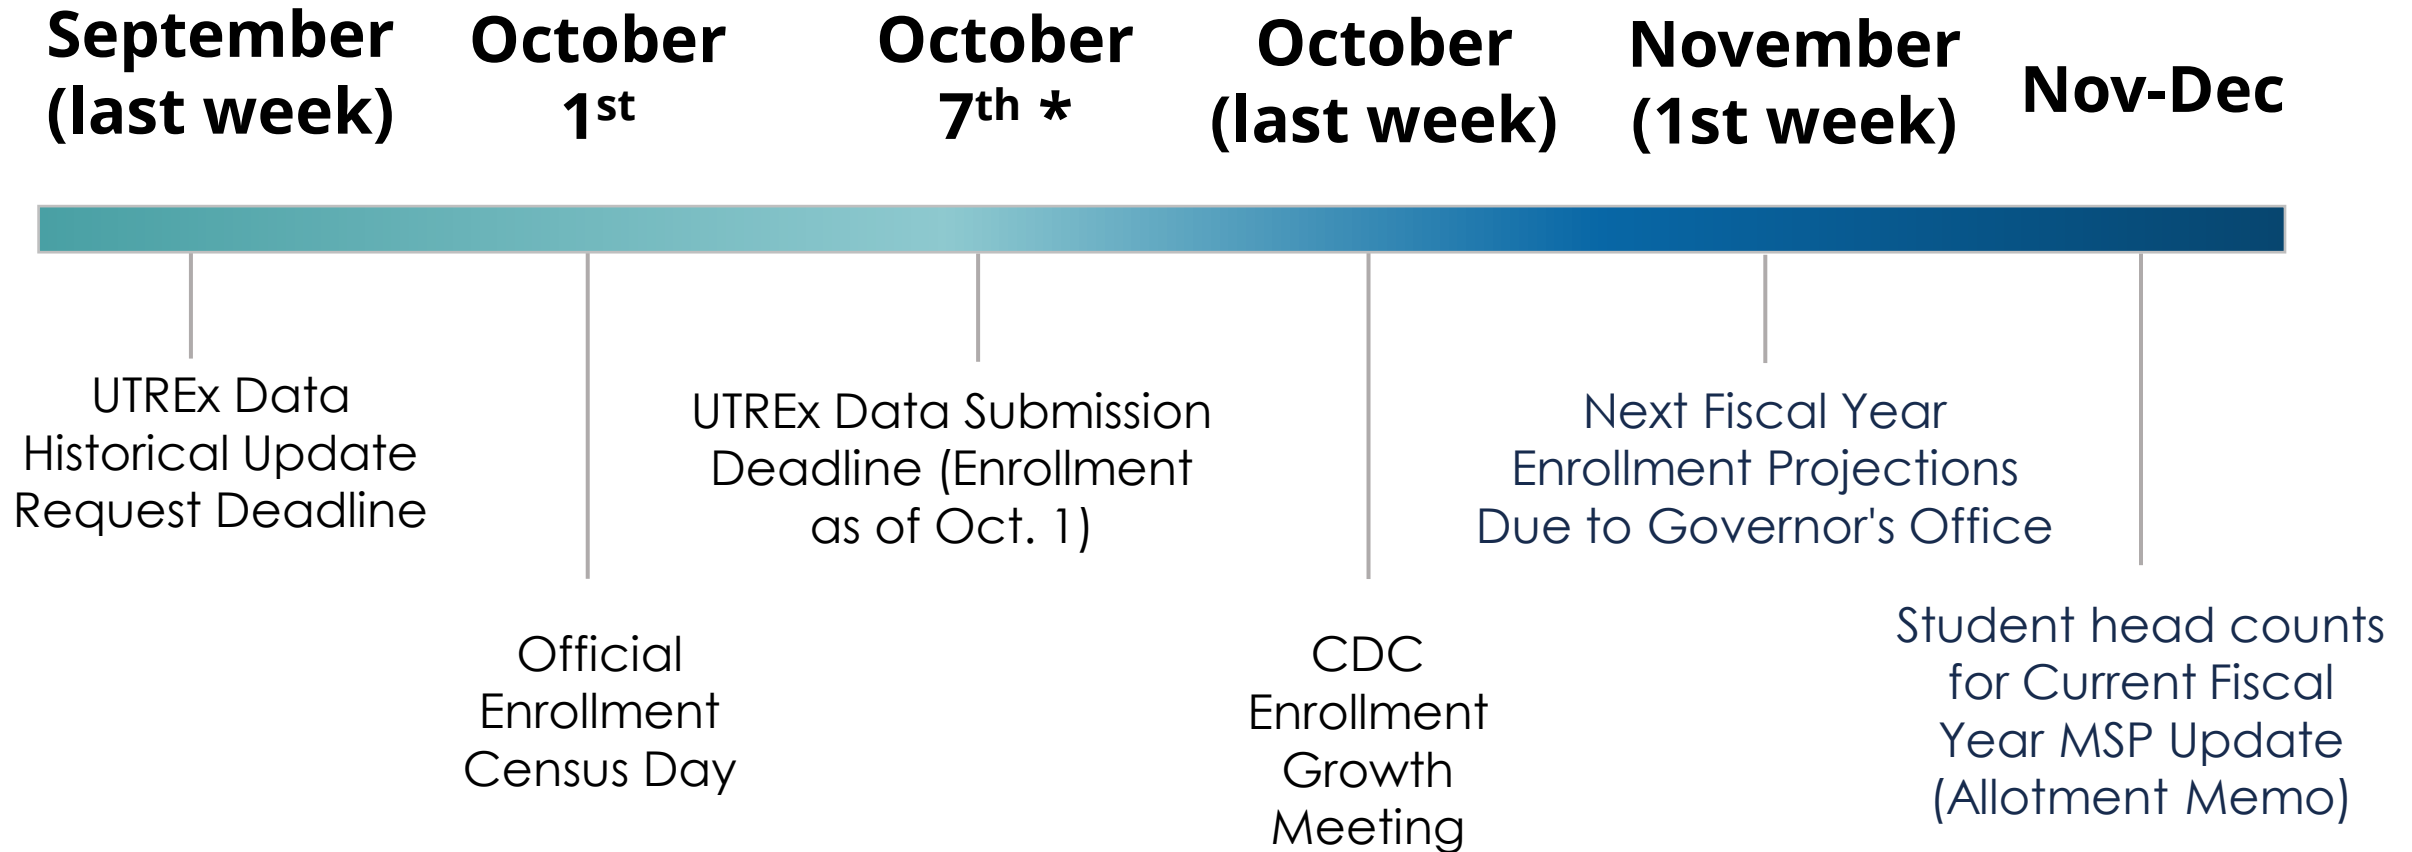 September
(last week)
October
1st
October
7th *
October
(last week)
November
(1st week)
Nov-Dec
UTREx Data
Historical Update
Request Deadline
Official
Enrollment
Census Day
UTREx Data Submission
Deadline (Enrollment
as of Oct. 1)
CDC
Enrollment
Growth
Meeting
Next Fiscal Year
Enrollment Projections
Due to Governor's Office
Student head counts
for Current Fiscal
Year MSP Update
(Allotment Memo)